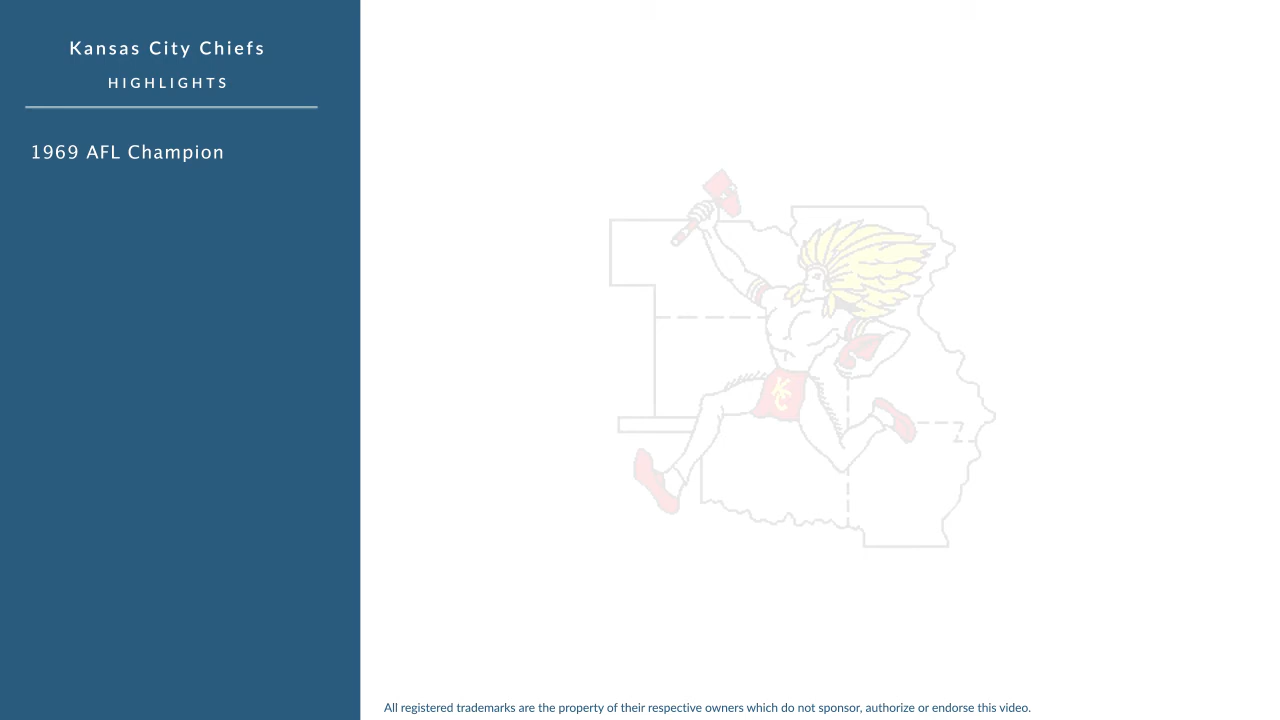 Kansas City Chiefs
HIGHLIGHTS
1969 AFL Champion
KC
All registered trademarks are the property of their respective owners which do not sponsor, authorize or endorse this video.